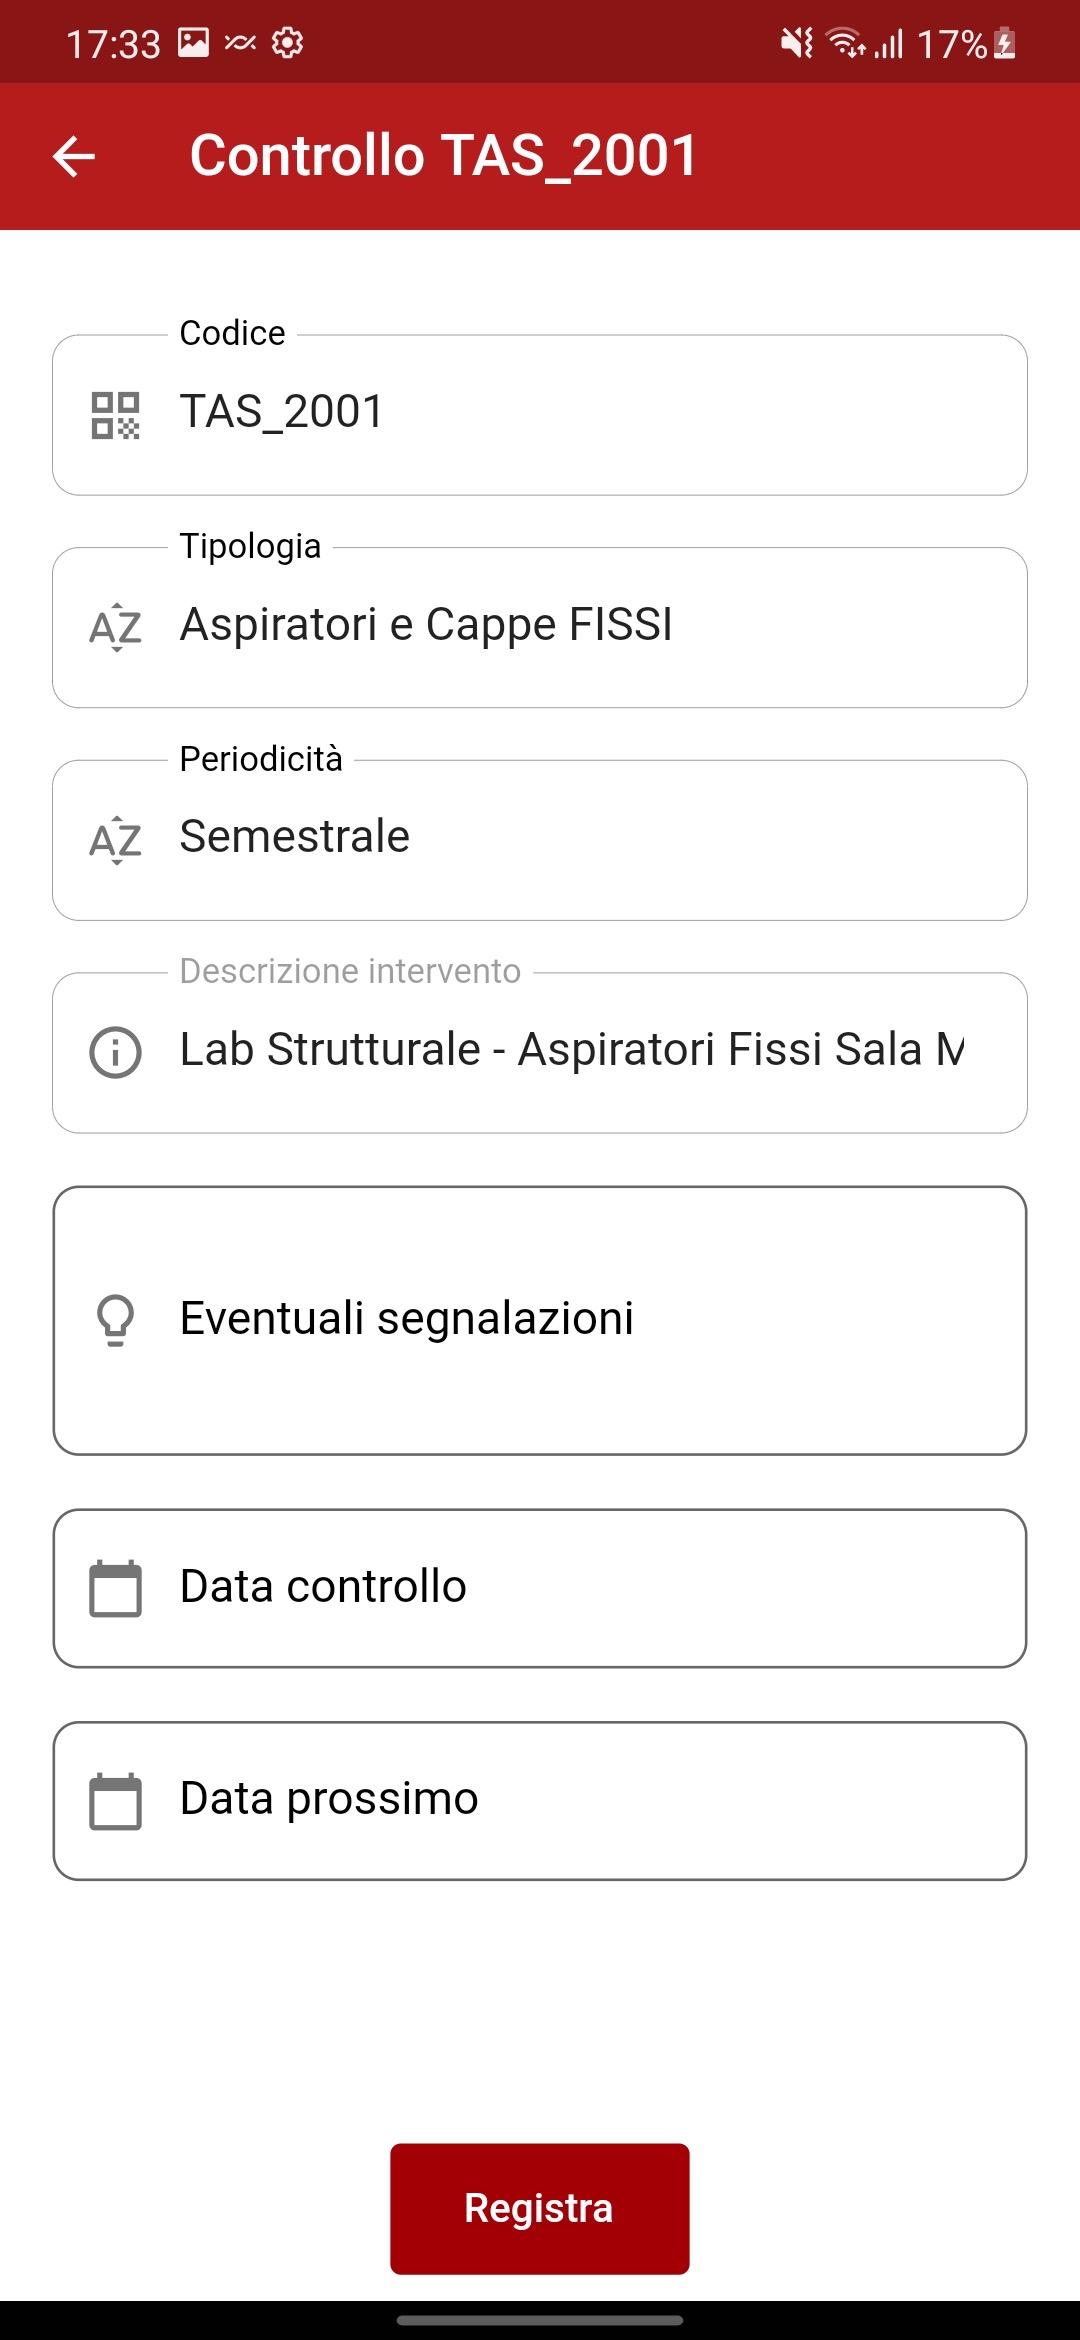 17:33
17%
Controllo TAS_2001
Codice
TAS_2001
Tipologia
Aspiratori e Cappe FISSI
Periodicità
Semestrale
Descrizione intervento
Lab Strutturale - Aspiratori Fissi Sala
Eventuali segnalazioni
Data controllo
Data prossimo
Registra